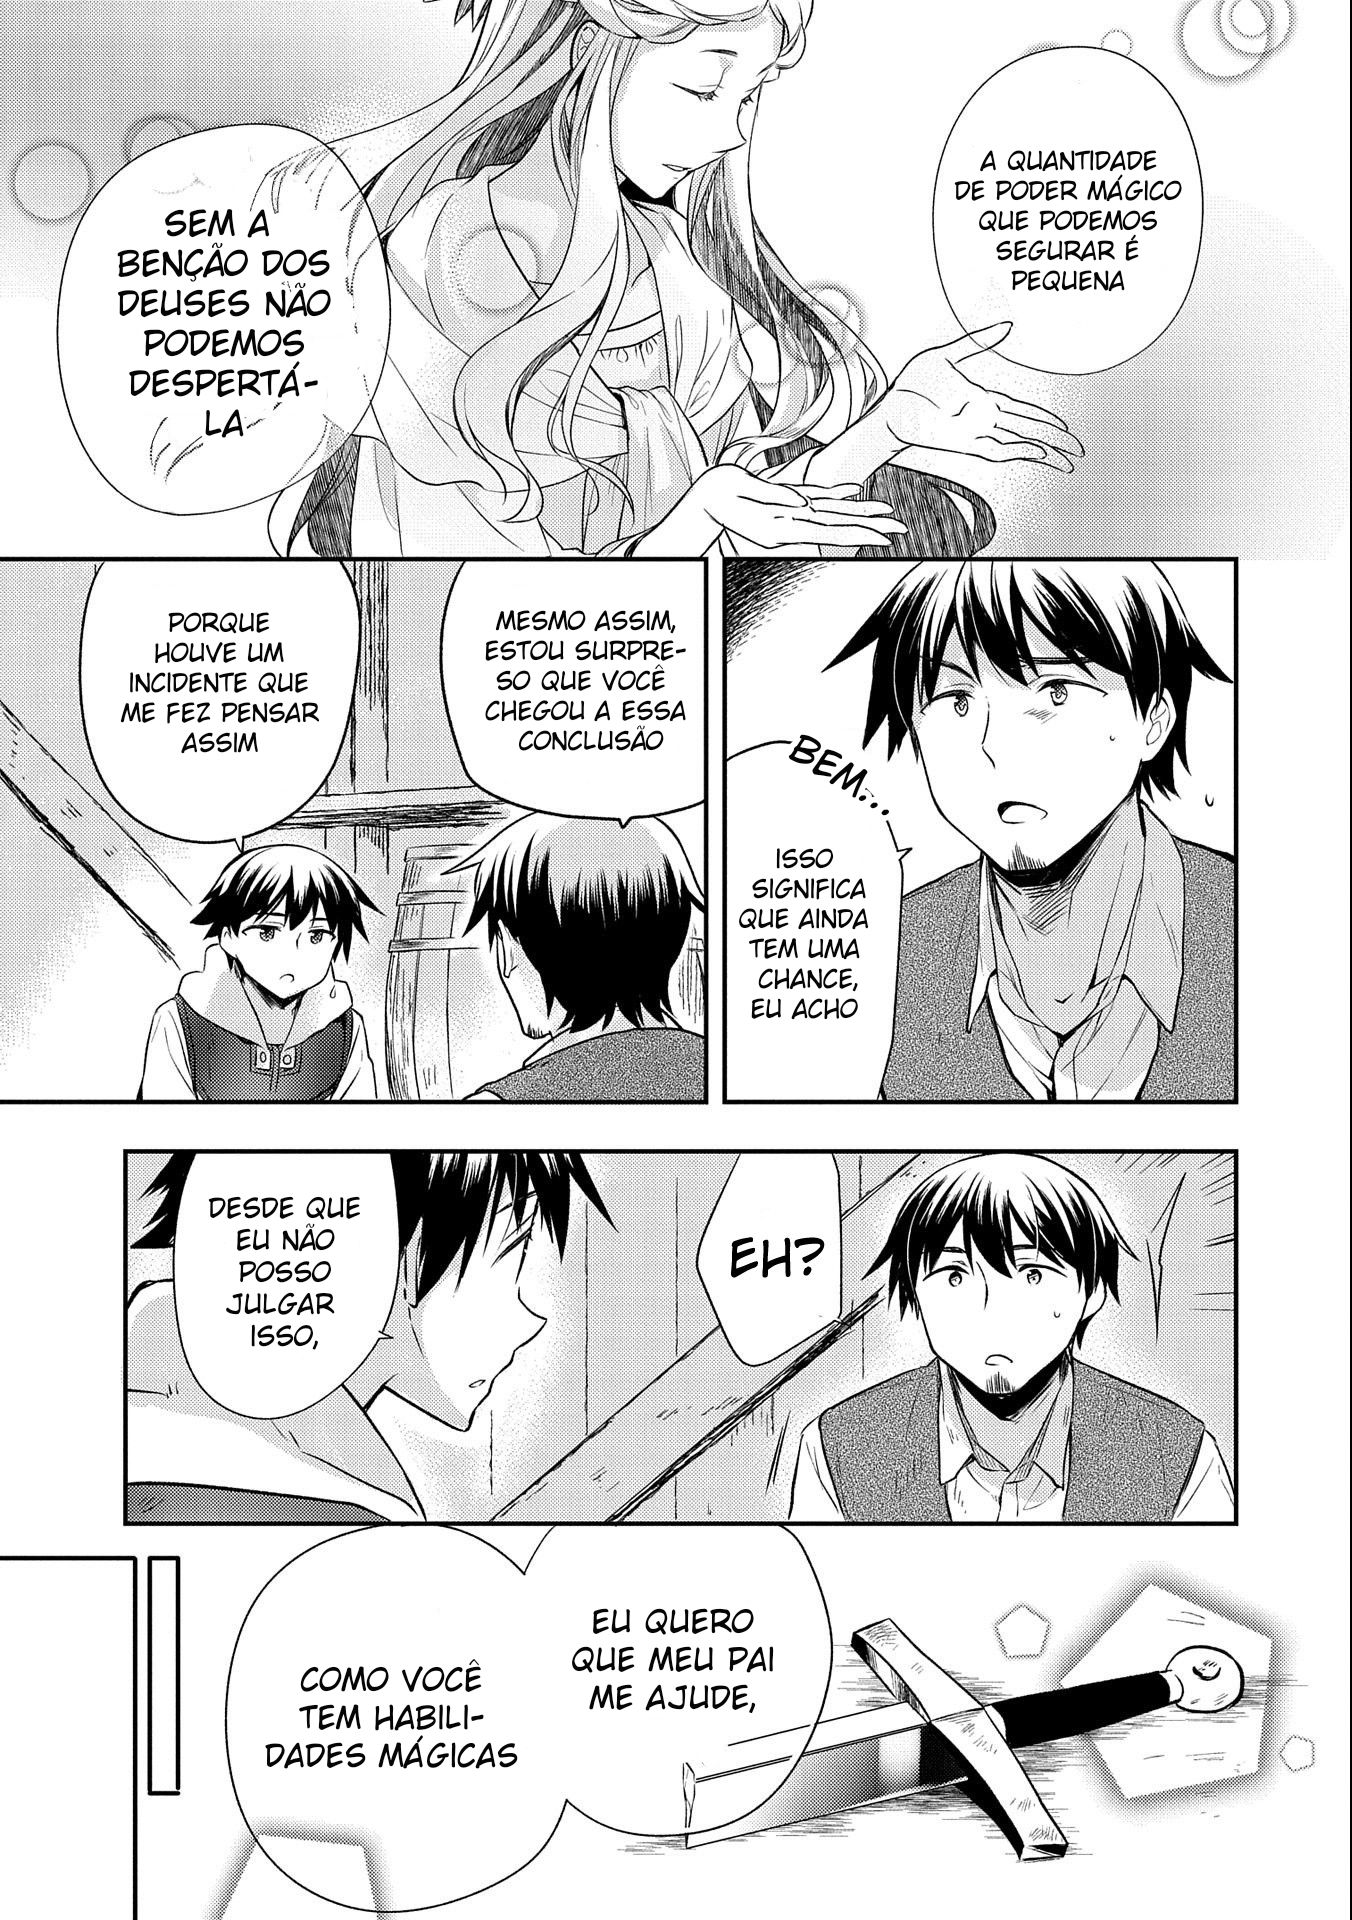 A QUANTIDADE
DE PODER MÁGICO
QUE PODEMOS
SEGURAR É
PEQUENA
SEM A
BENÇÃO DOS
DEUSES NÃO
PODEMOS
DESPERTÁ-
LA
BEM...
ISSO
SIGNIFICA
QUE AINDA
TEM UMA
CHANCE,
EU ACHO
MESMO ASSIM,
ESTOU SURPRE-
SO QUE VOCÊ
CHEGOU A ESSA
CONCLUSÃO
PORQUE
HOUVE UM
INCIDENTE QUE
ME FEZ PENSAR
ASSIM
EH?
DESDE QUE
EU NÃO
POSSO
JULGAR
ISSO,
EU QUERO
QUE MEU PAI
ME AJUDE,
COMO VOCÊ
TEM HABILI-
DADES MÁGICAS